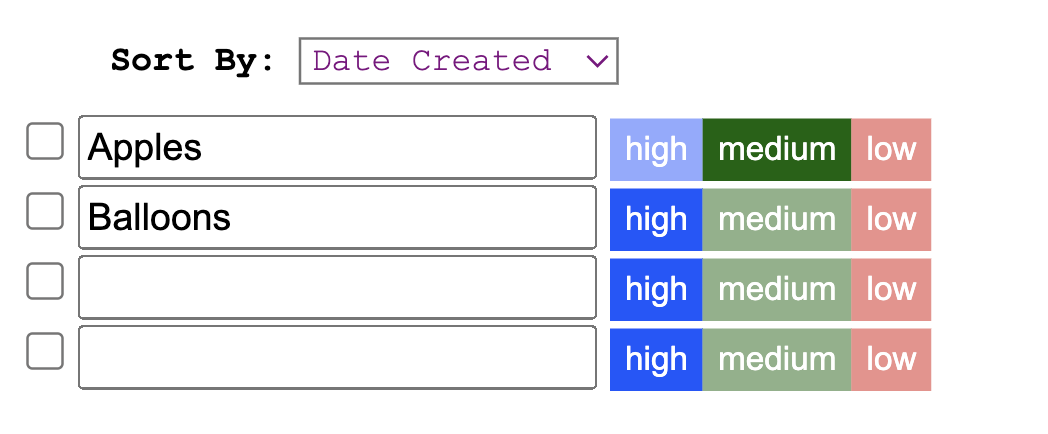 Sort By: Date Created
Apples high medium low
Balloons high medium low
high medium low
high medium low